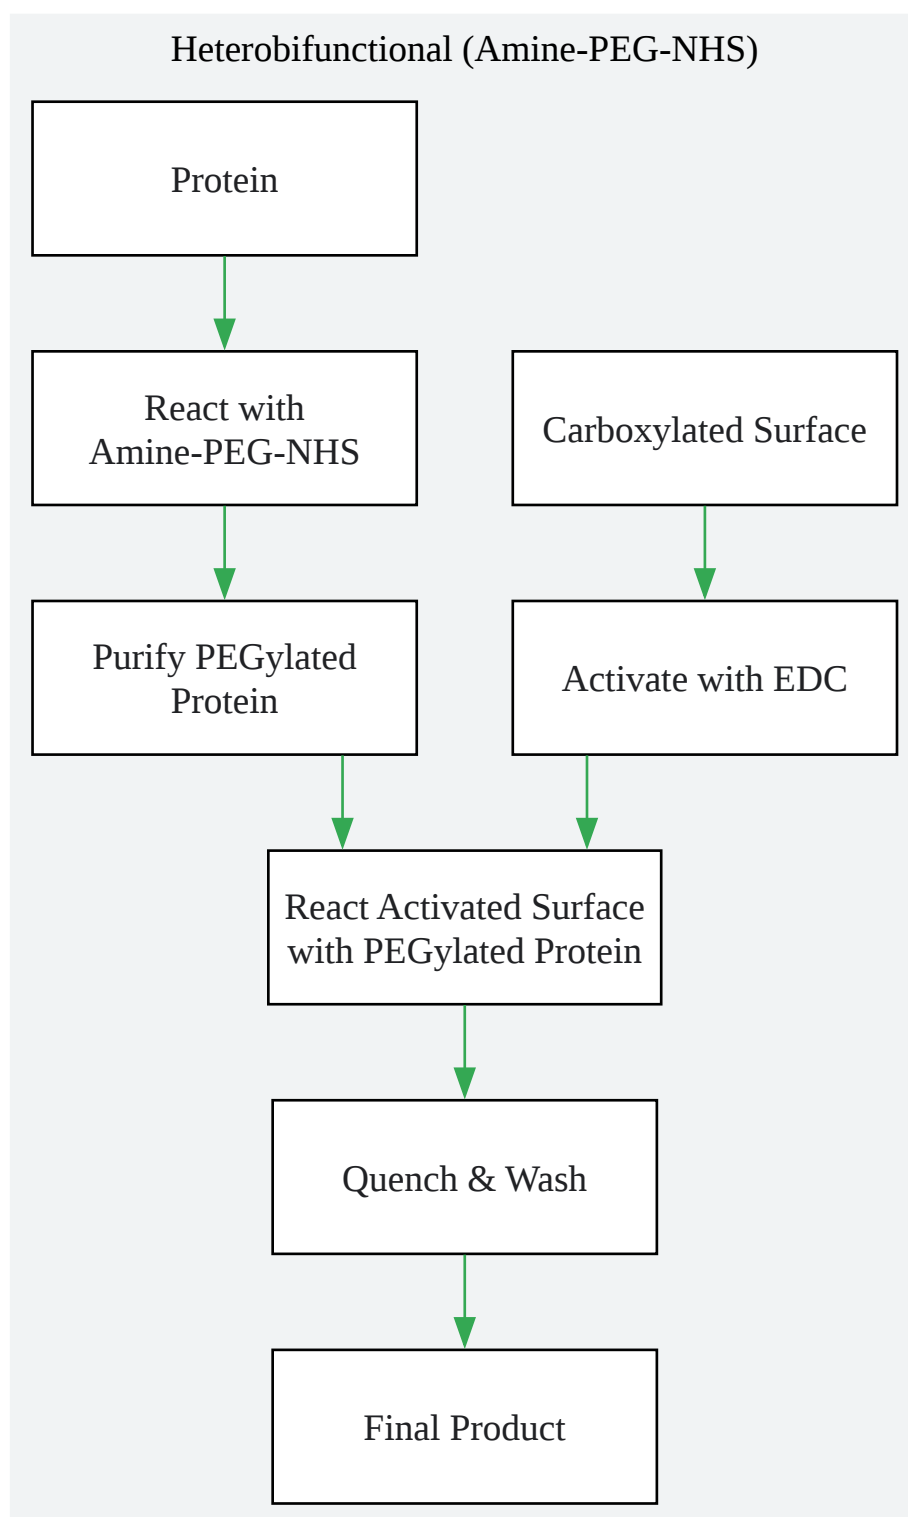 Heterobifunctional (Amine-PEG-NHS)
Protein
React with
Amine-PEG-NHS
Carboxylated Surface
Purify PEGylated
Protein
Activate with EDC
React Activated Surface
with PEGylated Protein
Quench & Wash
Final Product